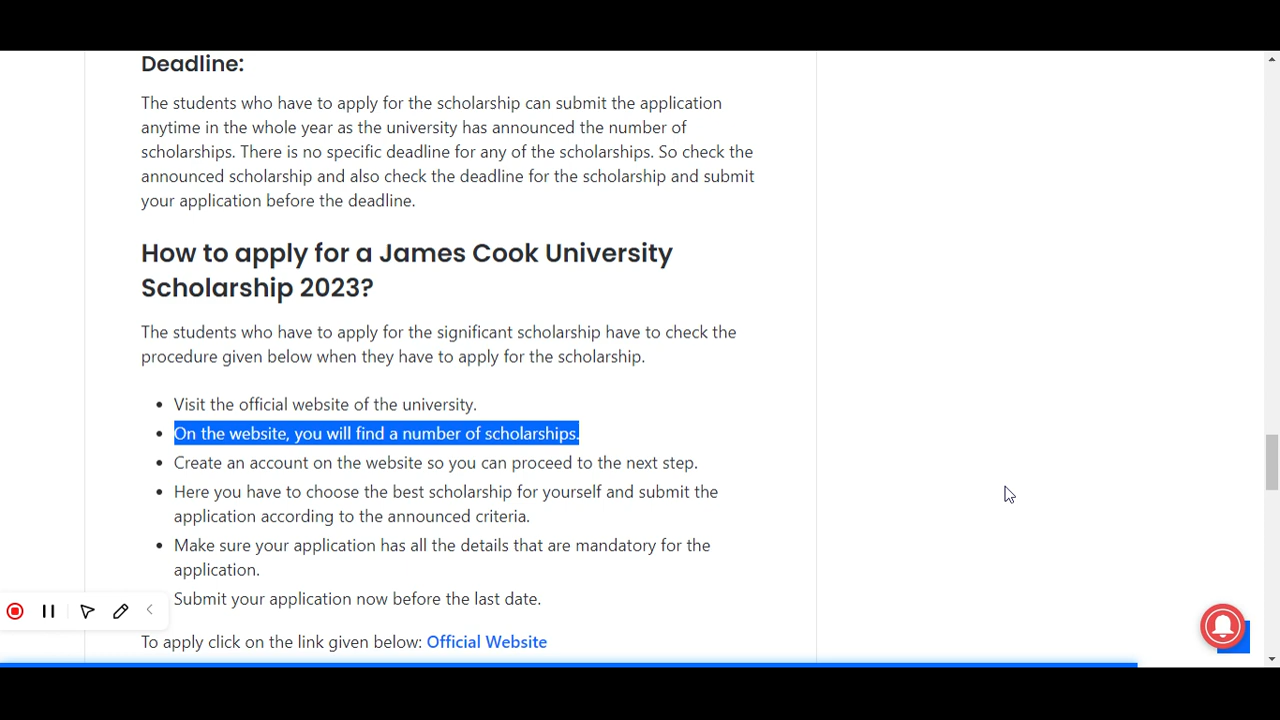 Deadline:
The students who have to apply for the scholarship can submit the application
anytime in the whole year as the university has announced the number of
scholarships. There is no specific deadline for any of the scholarships. So check the
announced scholarship and also check the deadline for the scholarship and submit
your application before the deadline.
How to apply for a James Cook University
Scholarship 2023?
The students who have to apply for the significant scholarship have to check the
procedure given below when they have to apply for the scholarship.
• Visit the official website of the university.
• On the website, you will find a number of scholarships.
• Create an account on the website so you can proceed to the next step.
• Here you have to choose the best scholarship for yourself and submit the
application according to the announced criteria.
• Make sure your application has all the details that are mandatory for the
application.
Submit your application now before the last date.
To apply click on the link given below: Official Website